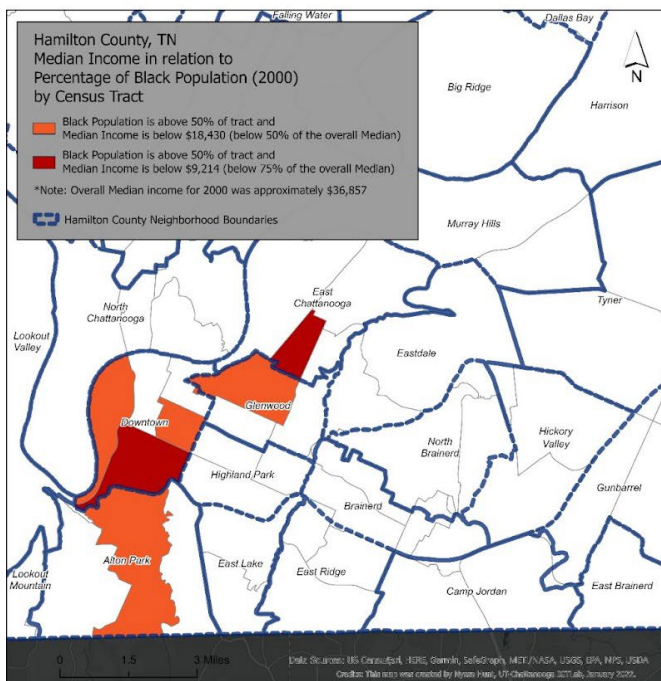 Falling Water
Dallas Bay
Hamilton County, TN
Median Income in relation to
Percentage of Black Population (2000)
by Census Tract
Black Population is above 50% of tract and
Median Income is below $18,430 (below 50% of the overall Median)
Black Population is above 50% of tract and
Median Income is below $9,214 (below 75% of the overall Median)
*Note: Overall Median income for 2000 was approximately $36,857
Hamilton County Neighborhood Boundaries
N
Big Ridge
Harrison
Murray Hills
North
Chattanooga
East
Chattanooga
Tyner
Lookout
Valley
Eastdale
Glenwood
Downtown
North
Brainerd
Hickory
Valley
Highland Park
Gunbarrel
Brainerd
Alton Park
East Lake
East Ridge
Lookout
Mountain
Camp Jordan
East Brainerd
0 1.5 3 Miles
Data Sources: US Census, Esri, HERE, Garmin, SafeGraph, MET/NASA, USGS, EPA, NPS, USDA
Credits: This map was created by Nyssa Hunt, UT-Chattanooga IGTLab, January 2022.